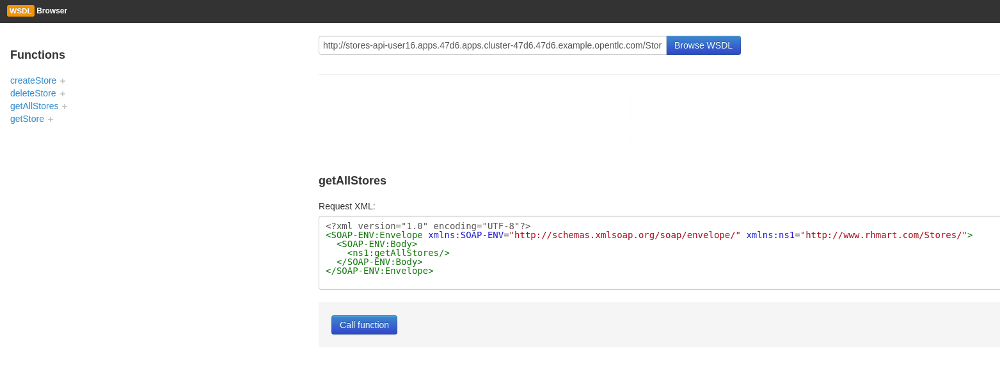 WSDL Browser
http://stores-api-user16.apps.47d6.apps.cluster-47d6.47d6.example.opentlc.com/Stor
Browse WSDL
Functions
createStore +
deleteStore +
getAllStores +
getStore +
getAllStores
Request XML:
<?xml version="1.0" encoding="UTF-8"?>
<SOAP-ENV:Envelope xmlns:SOAP-ENV="http://schemas.xmlsoap.org/soap/envelope/" xmlns:ns1="http://www.rhmart.com/Stores/">
  <SOAP-ENV:Body>
    <ns1:getAllStores/>
  </SOAP-ENV:Body>
</SOAP-ENV:Envelope>
Call function